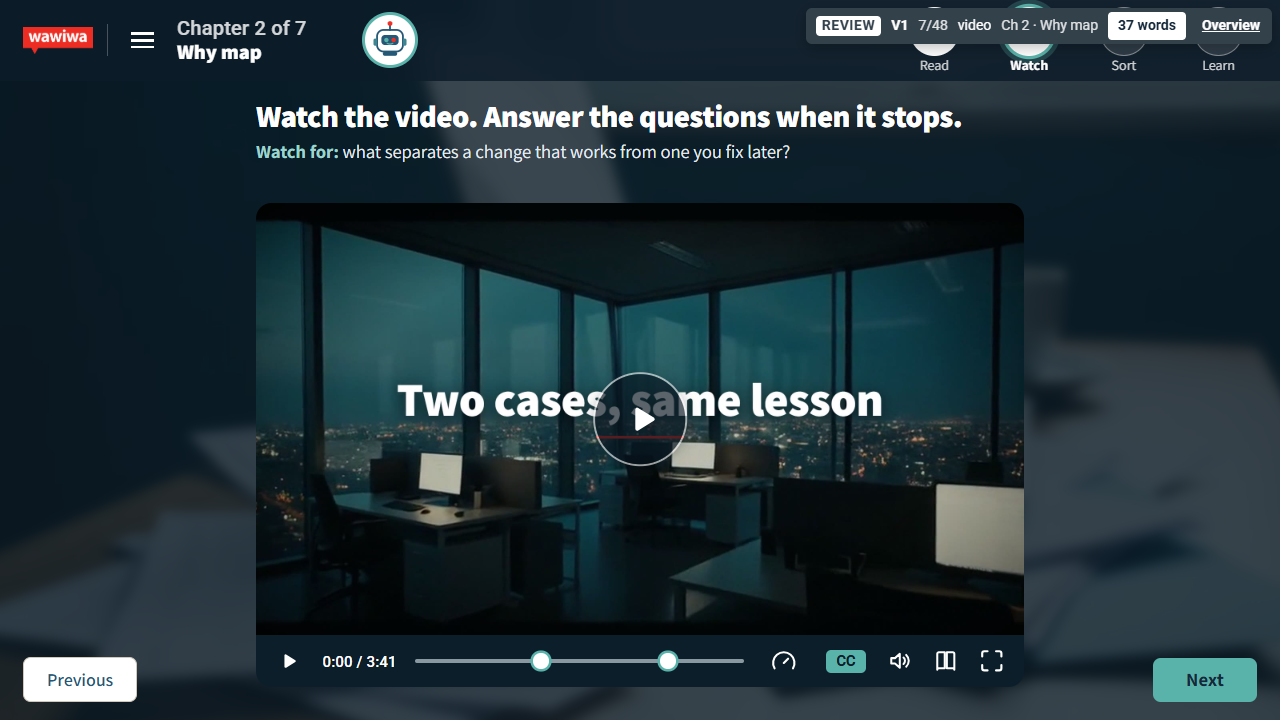 wawiwa
Chapter 2 of 7
Why map
REVIEW V1 7/48 video Ch 2 · Why map 37 words Overview
Read
Watch
Sort
Learn
Watch the video. Answer the questions when it stops.
Watch for: what separates a change that works from one you fix later?
Two cases, same lesson
0:00 / 3:41
CC
Previous
Next